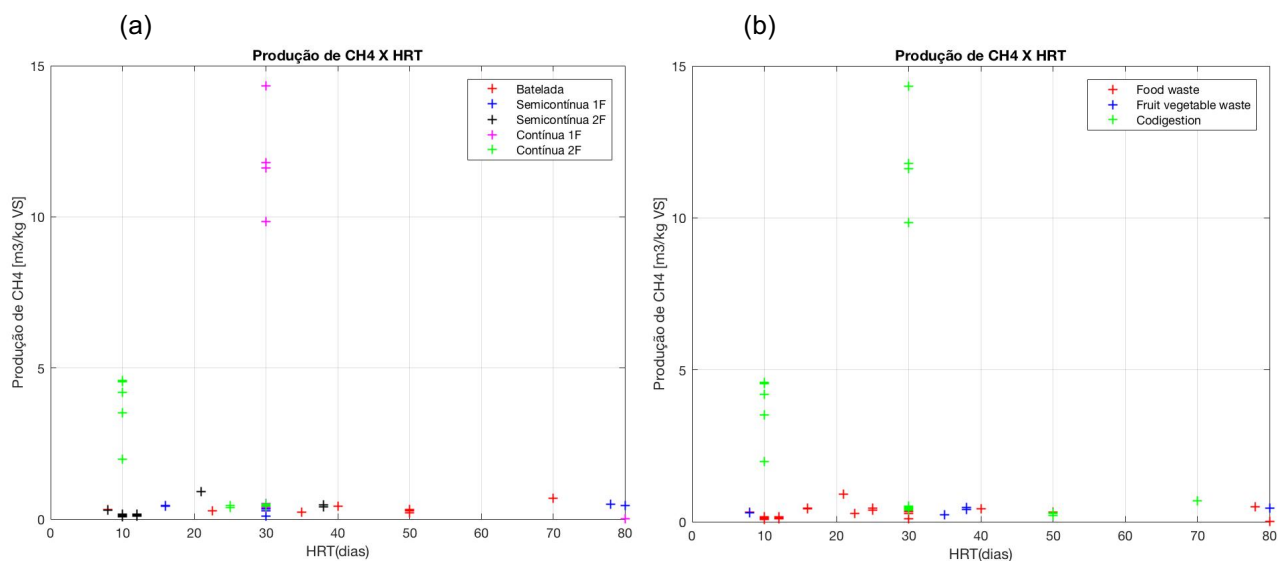 (a)
Produção de CH4 X HRT
Produção de CH4 [m3/kg VS]
15
10
5
0
Batelada
Semicontínua 1F
Semicontínua 2F
Contínua 1F
Contínua 2F
0 10 20 30 40 50 60 70 80
HRT(dias)
(b)
Produção de CH4 X HRT
Produção de CH4 [m3/kg VS]
15
10
5
0
Food waste
Fruit vegetable waste
Codigestion
0 10 20 30 40 50 60 70 80
HRT(dias)